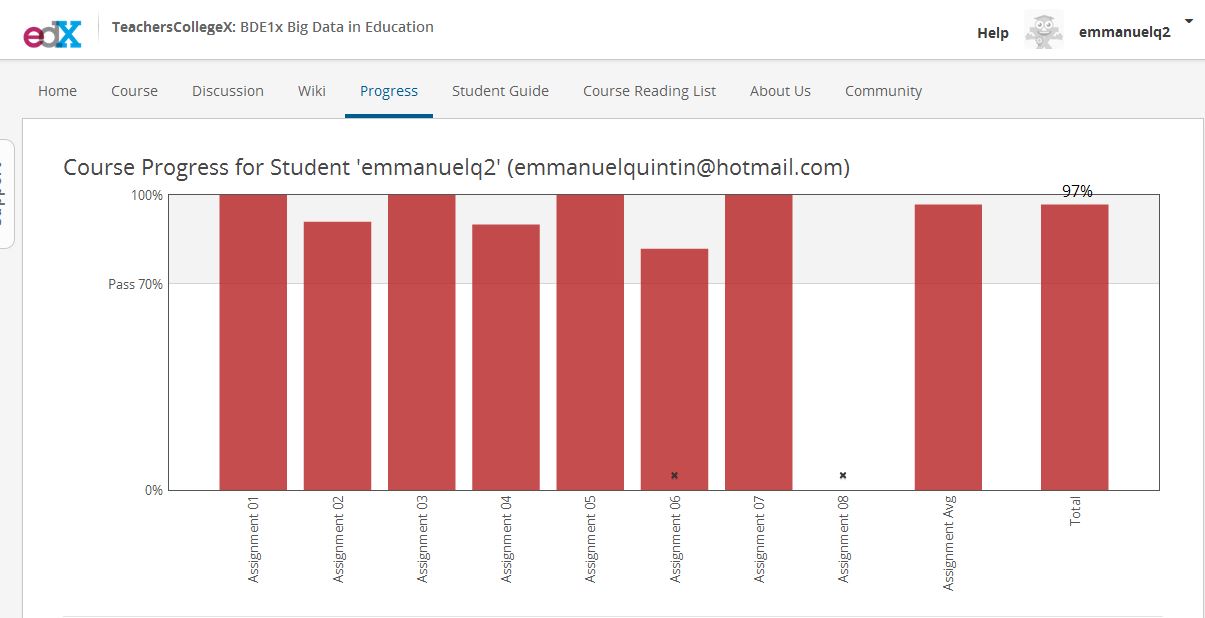 edX
TeachersCollegeX: BDE1x Big Data in Education
Help
emmanuelq2
Home Course Discussion Wiki Progress Student Guide Course Reading List About Us Community
Course Progress for Student 'emmanuelq2' (emmanuelquintin@hotmail.com)
97%
100%
Pass 70%
0%
Assignment 01
Assignment 02
Assignment 03
Assignment 04
Assignment 05
Assignment 06
Assignment 07
Assignment 08
Assignment Avg
Total